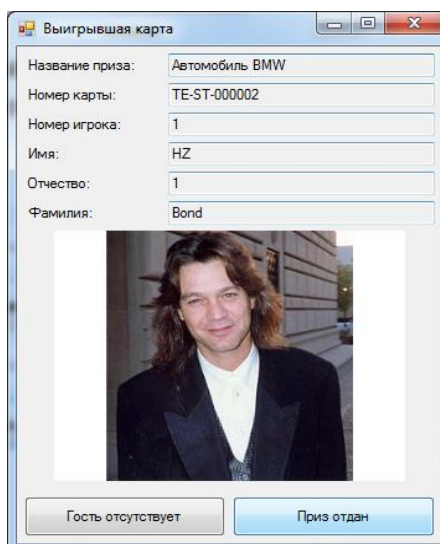 Выигрывшая карта
Название приза: Автомобиль BMW
Номер карты: TE-ST-000002
Номер игрока: 1
Имя: HZ
Отчество: 1
Фамилия: Bond
Гость отсутствует Приз отдан